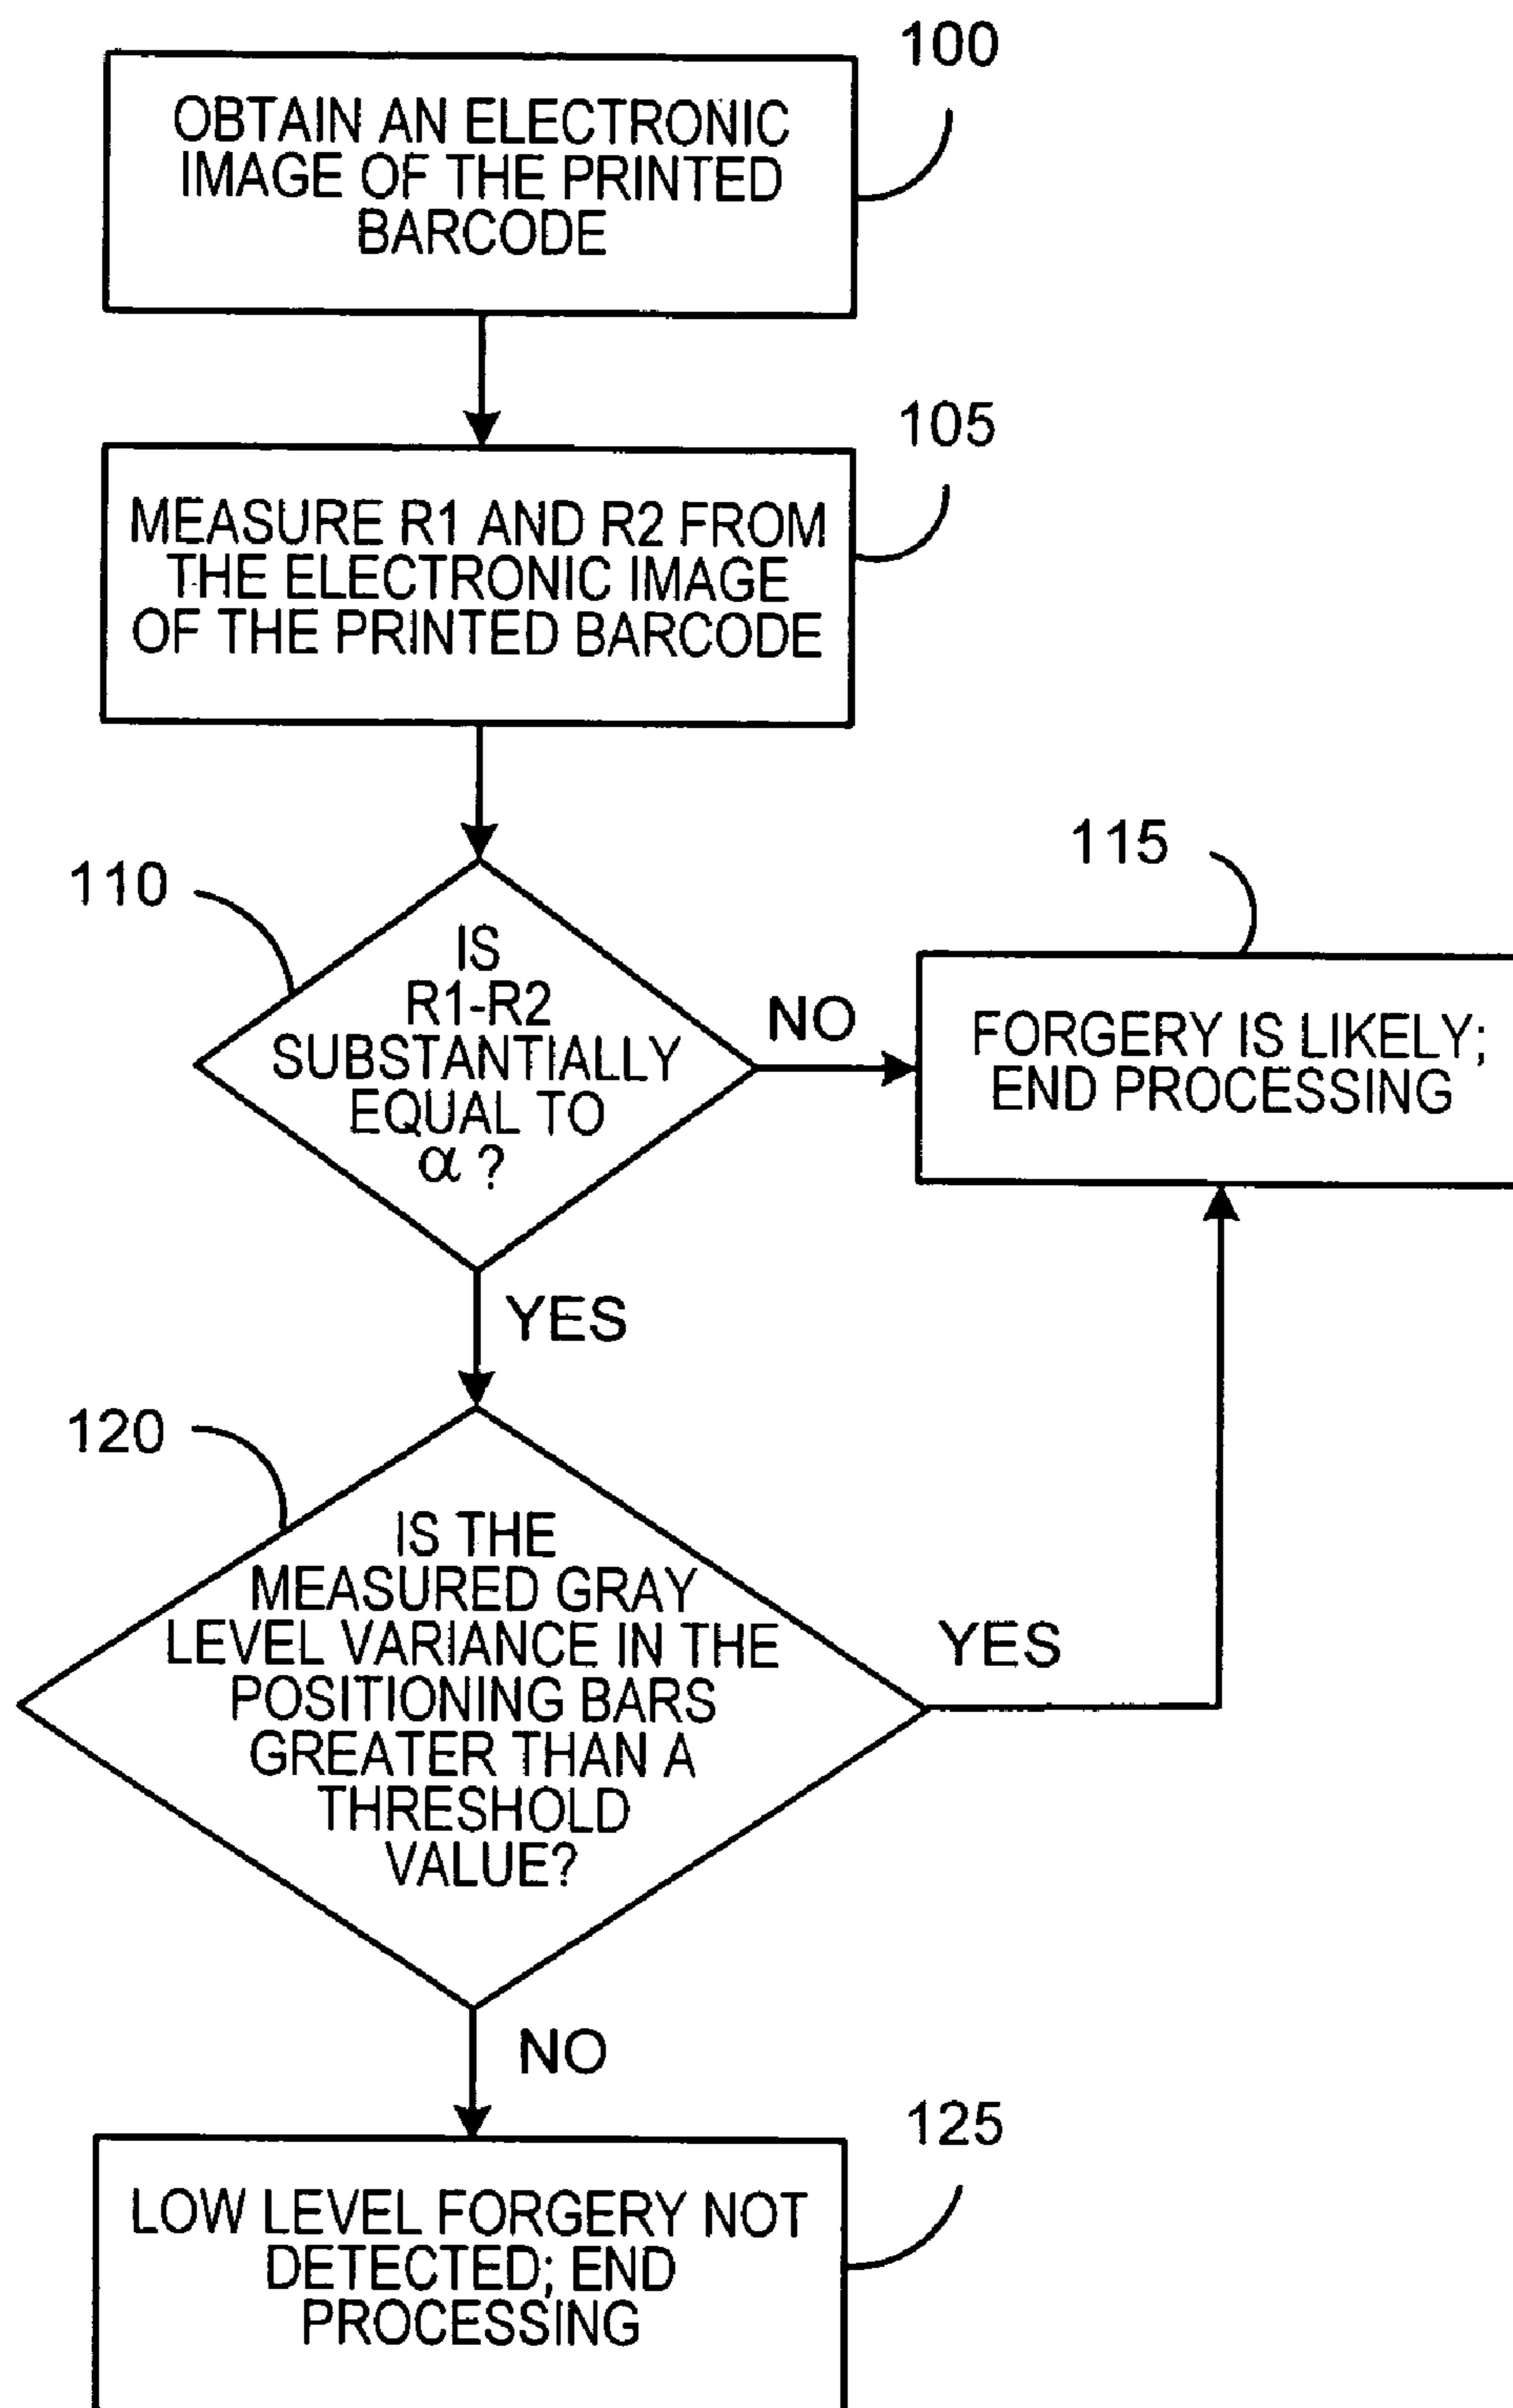 100
OBTAIN AN ELECTRONIC
IMAGE OF THE PRINTED
BARCODE
105
MEASURE R1 AND R2 FROM
THE ELECTRONIC IMAGE
OF THE PRINTED BARCODE
110
IS
R1-R2
SUBSTANTIALLY
EQUAL TO
α ?
NO
115
FORGERY IS LIKELY;
END PROCESSING
YES
120
IS THE
MEASURED GRAY
LEVEL VARIANCE IN THE
POSITIONING BARS
GREATER THAN A
THRESHOLD
VALUE?
YES
NO
125
LOW LEVEL FORGERY NOT
DETECTED; END
PROCESSING